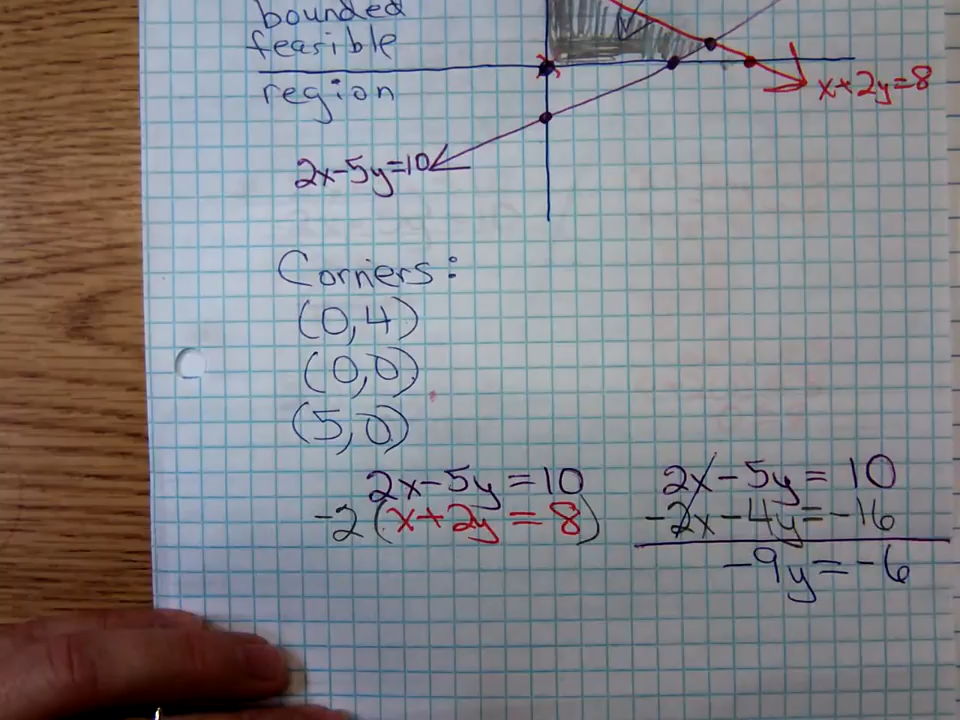 bounded
feasible
region
x+2y=8
2x-5y=10
Corners:
(0,4)
(0,0)
(5,0)
2x-5y=10
-2(x+2y=8)
2x-5y=10
-2x-4y=-16
-9y=-6